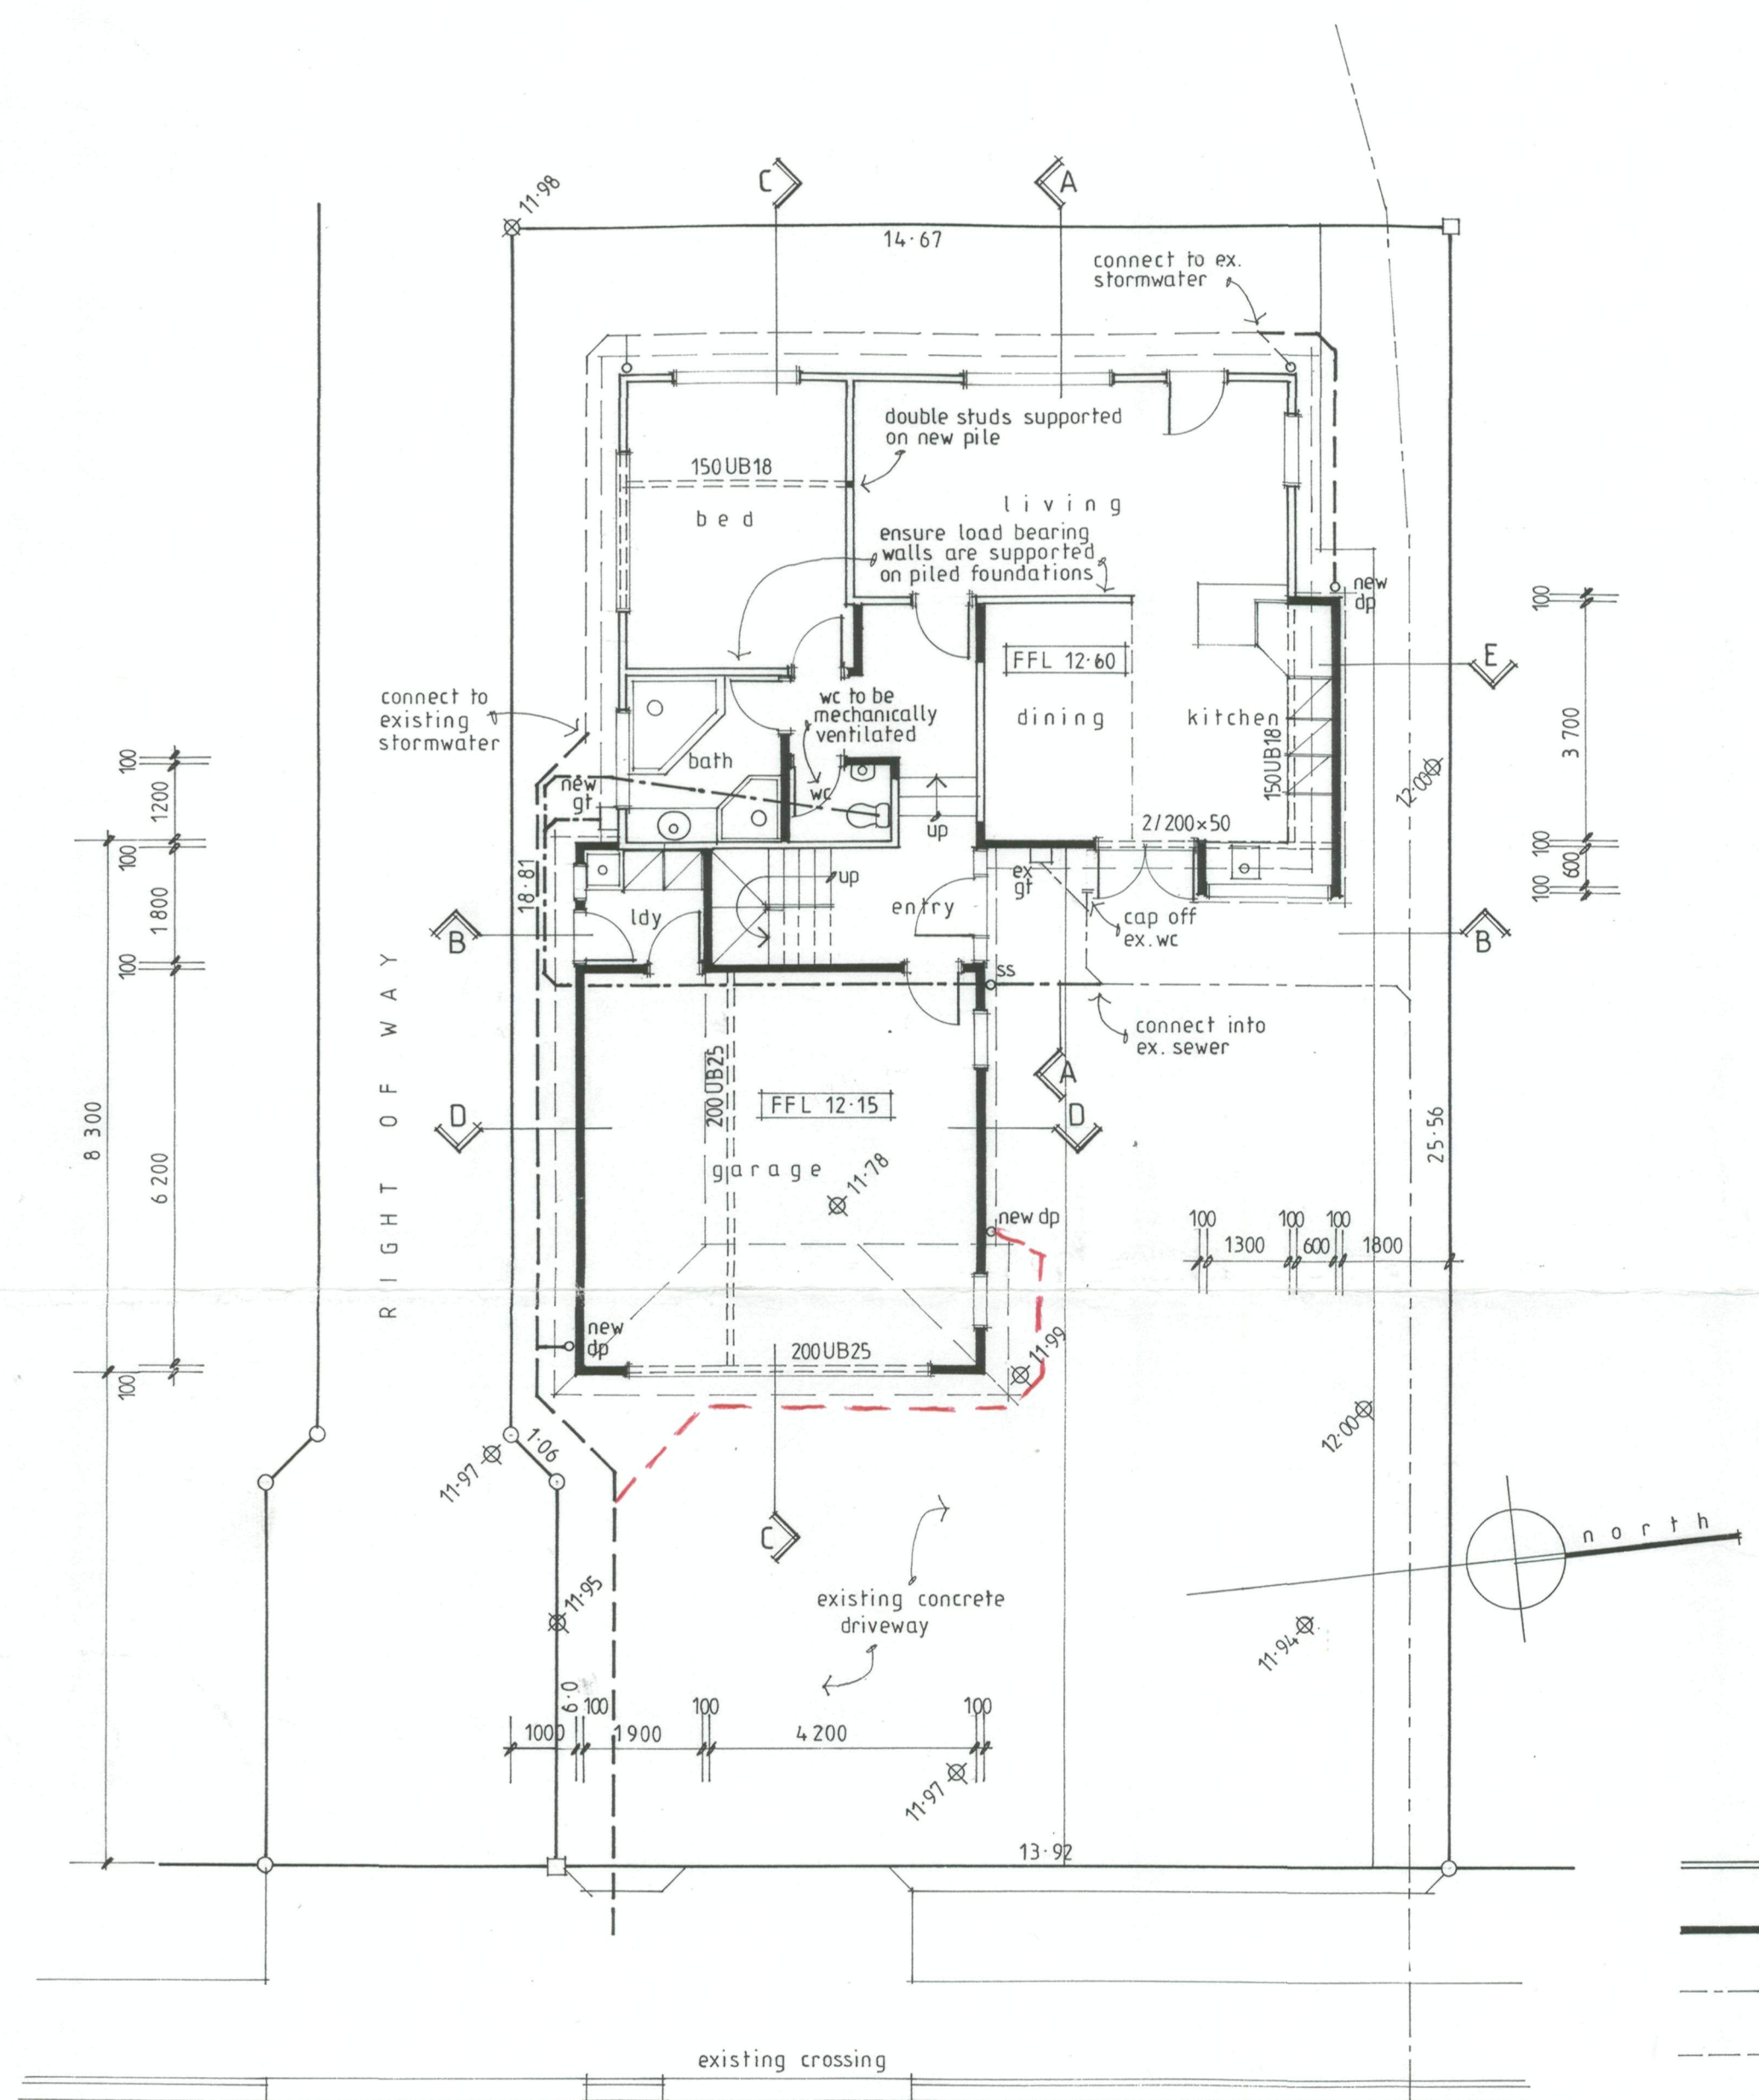 C
A
11·98
14·67
connect to ex.
stormwater
double studs supported
on new pile
150UB18
bed
living
ensure load bearing
walls are supported
on piled foundations
new
dp
100
FFL 12·60
E
connect to
existing
stormwater
wc to be
mechanically
ventilated
dining
kitchen
3 700
150UB18
bath
100
1200
new
gt
wc
12·00
up
2/200×50
100
100
600
100
18·81
1 800
up
ex
gt
ldy
entry
cap off
ex. wc
B
B
100
ss
connect into
ex. sewer
RIGHT OF WAY
200UB25
A
FFL 12·15
D
D
8 300
6 200
25·56
garage
11·78
new dp
100
100
100
1300
600
1800
new
dp
200UB25
11·99
100
12·00
1·06
11·97
C
north
11·95
existing concrete
driveway
11·94
6·0
100
100
100
1000
1900
4 200
11·97
13·92
existing crossing